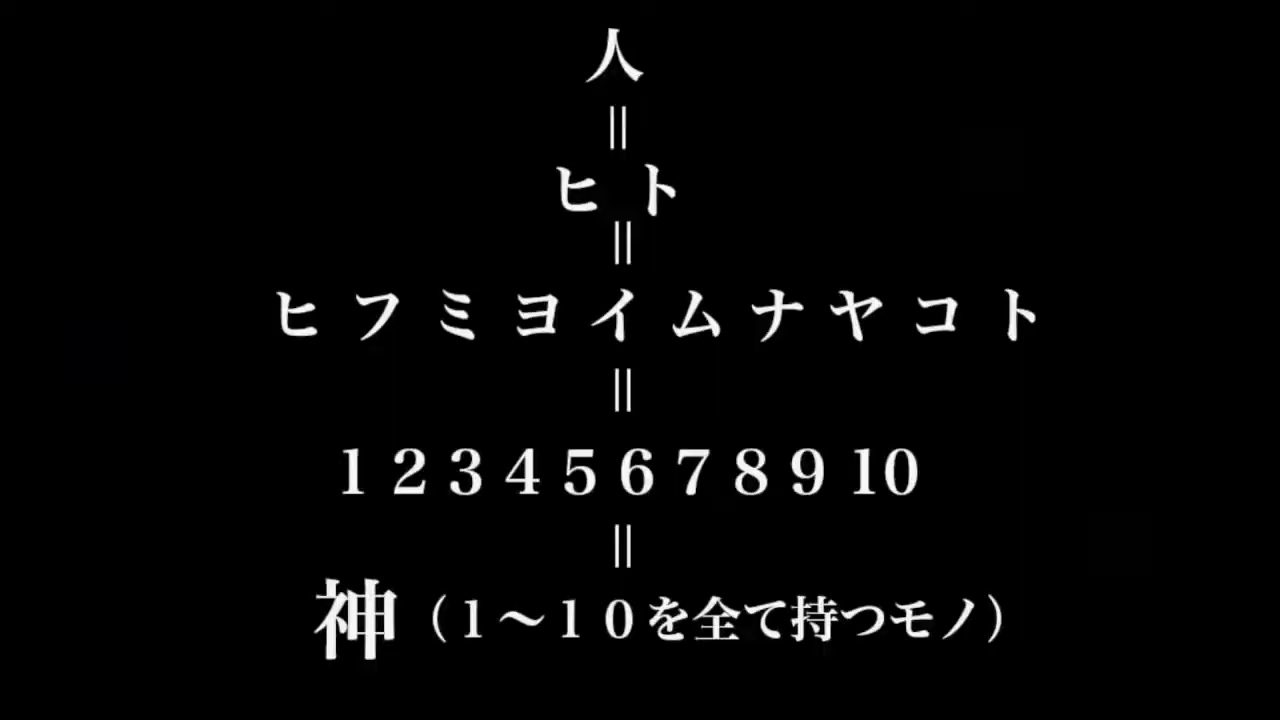 人
||
ヒ ト
||
ヒ フ ミ ヨ イ ム ナ ヤ コ ト
||
1 2 3 4 5 6 7 8 9 10
||
神（１～１０を全て持つモノ）